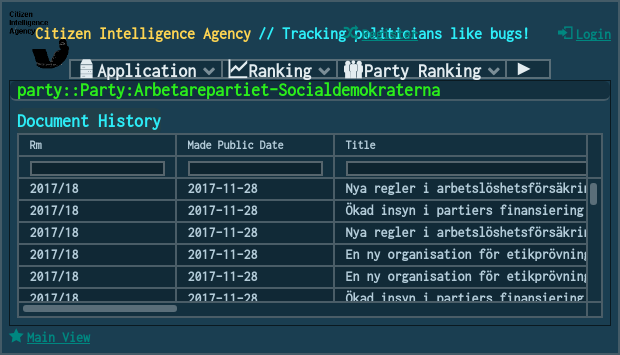 Citizen
Intelligence
Agency
Citizen Intelligence Agency // Tracking politicians like bugs!
Register
Login
Application
Ranking
Party Ranking
party::Party:Arbetarepartiet-Socialdemokraterna
Document History
Rm Made Public Date Title
2017/18 2017-11-28 Nya regler i arbetslöshetsförsäkrin
2017/18 2017-11-28 Ökad insyn i partiers finansiering
2017/18 2017-11-28 Nya regler i arbetslöshetsförsäkrin
2017/18 2017-11-28 En ny organisation för etikprövning
2017/18 2017-11-28 En ny organisation för etikprövning
2017/18 2017-11-28 Ökad insyn i partiers finansiering
Main View